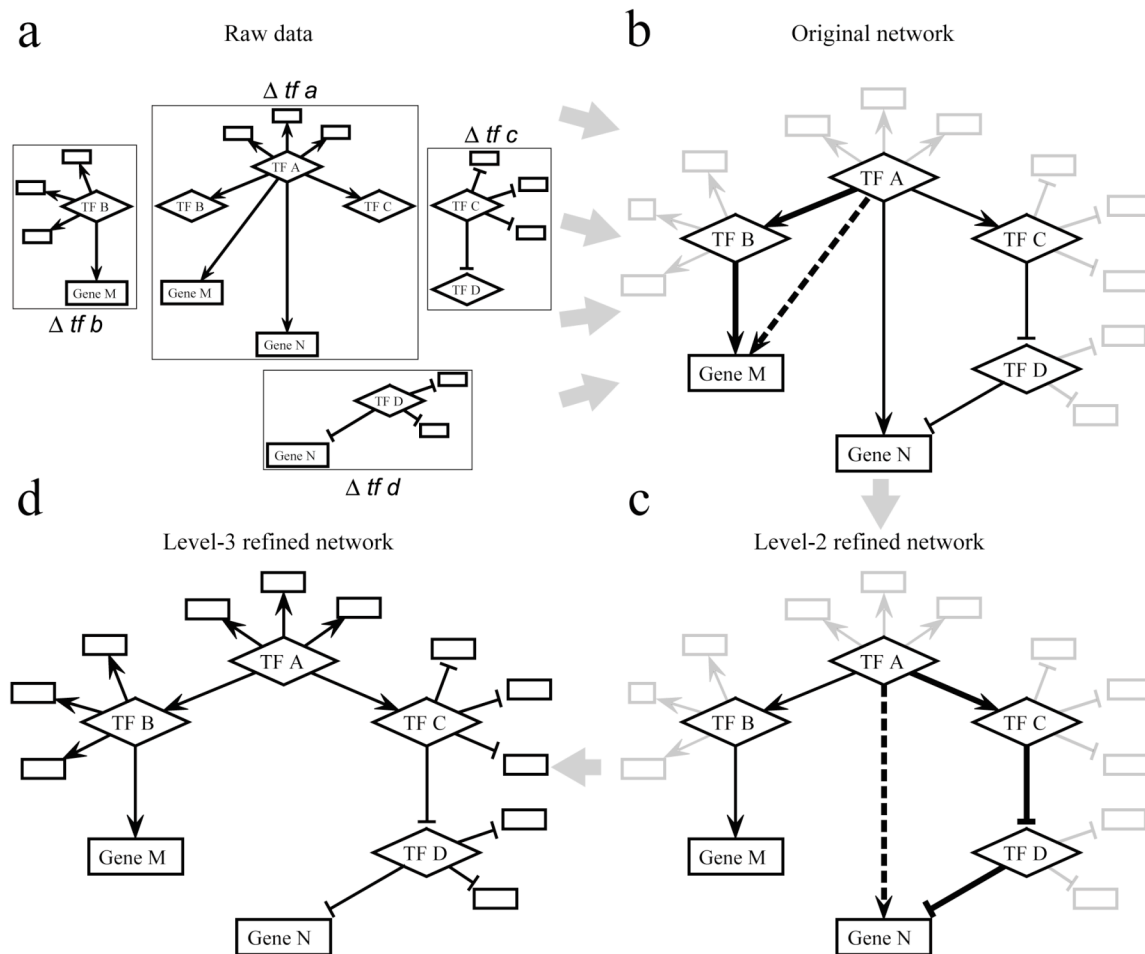 a
Raw data
Δ tf a
TF A
TF B
TF C
Gene M
Gene N
TF B
Gene M
Δ tf b
Δ tf c
TF C
TF D
TF D
Gene N
Δ tf d
b
Original network
TF A
TF B
TF C
Gene M
TF D
Gene N
d
Level-3 refined network
TF A
TF B
TF C
Gene M
TF D
Gene N
c
Level-2 refined network
TF A
TF B
TF C
Gene M
TF D
Gene N